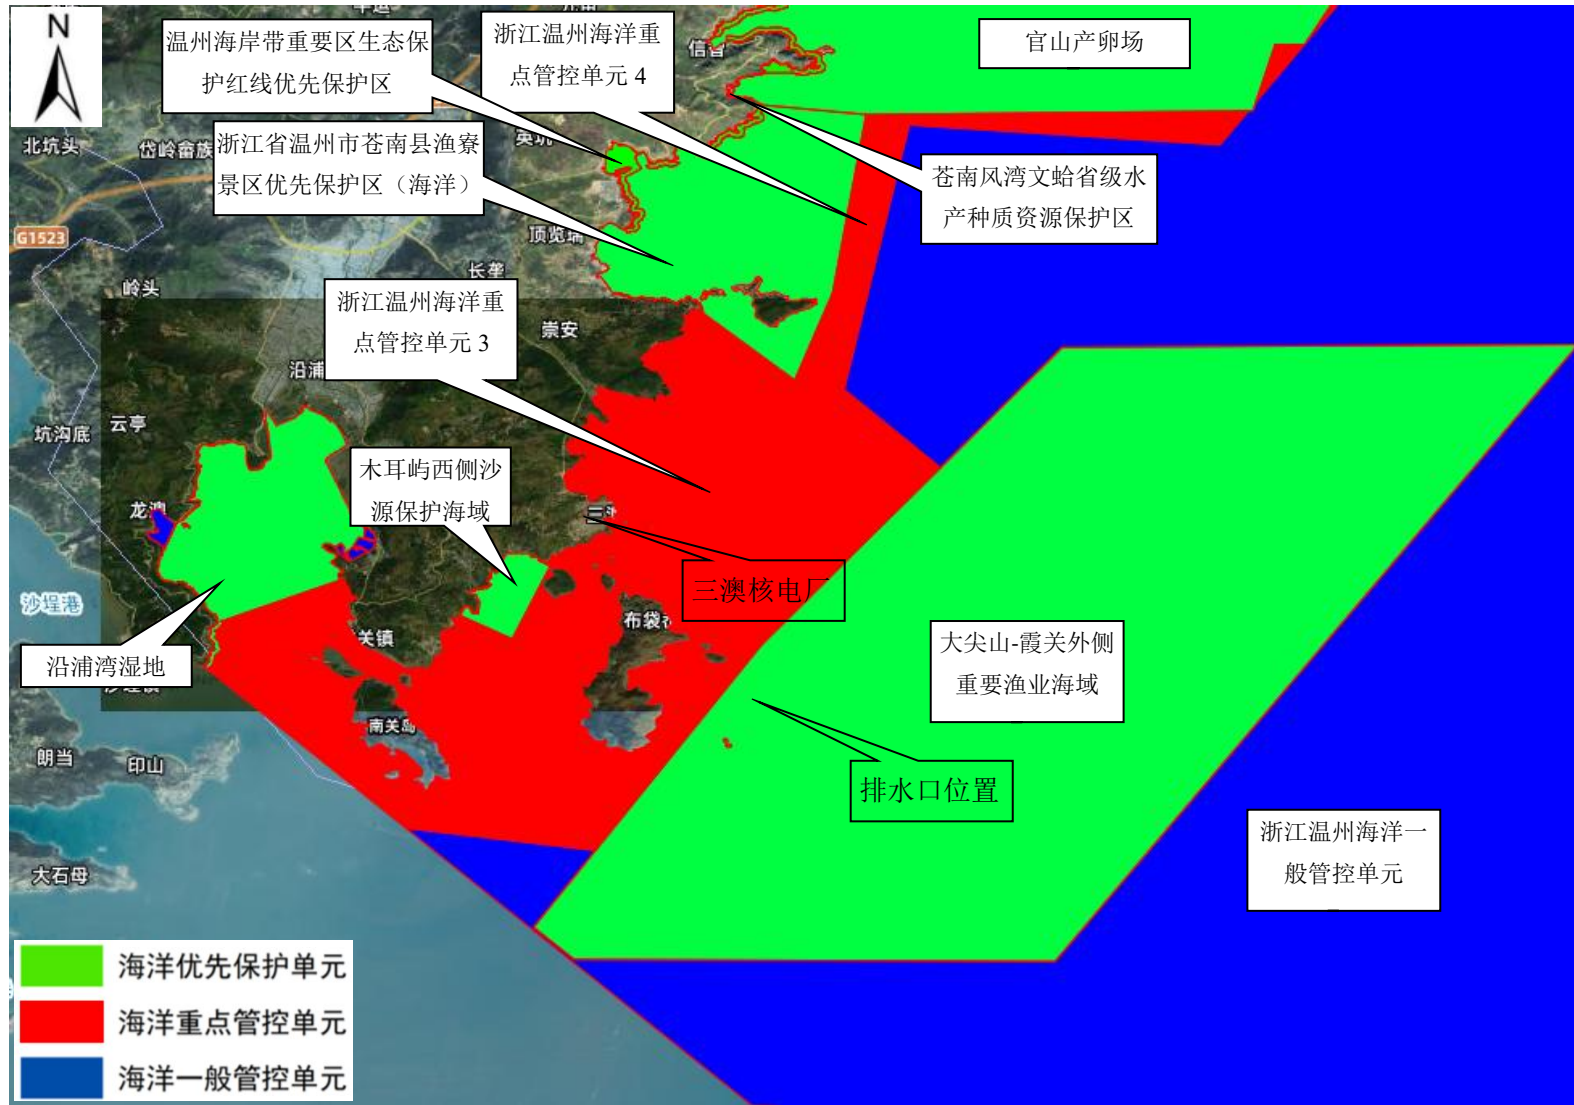 N
温州海岸带重要区生态保
护红线优先保护区
浙江温州海洋重
点管控单元 4
官山产卵场
北坑头
岱岭畲族
浙江省温州市苍南县渔寮
景区优先保护区（海洋）
苍南风湾文蛤省级水
产种质资源保护区
G1523
顶览瑞
岭头
长垄
浙江温州海洋重
点管控单元 3
崇安
沿浦
云亭
坑沟底
木耳屿西侧沙
源保护海域
龙澳
三澳核电厂
沙埕港
关镇
布袋
沿浦湾湿地
大尖山-霞关外侧
重要渔业海域
南关岛
朗当
印山
排水口位置
浙江温州海洋一
般管控单元
大石母
海洋优先保护单元
海洋重点管控单元
海洋一般管控单元